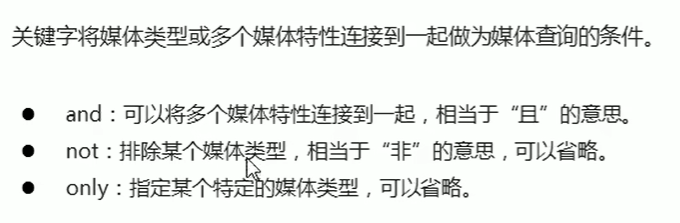 关键字将媒体类型或多个媒体特性连接到一起做为媒体查询的条件。
● and：可以将多个媒体特性连接到一起，相当于“且”的意思。
● not：排除某个媒体类型，相当于“非”的意思，可以省略。
● only：指定某个特定的媒体类型，可以省略。